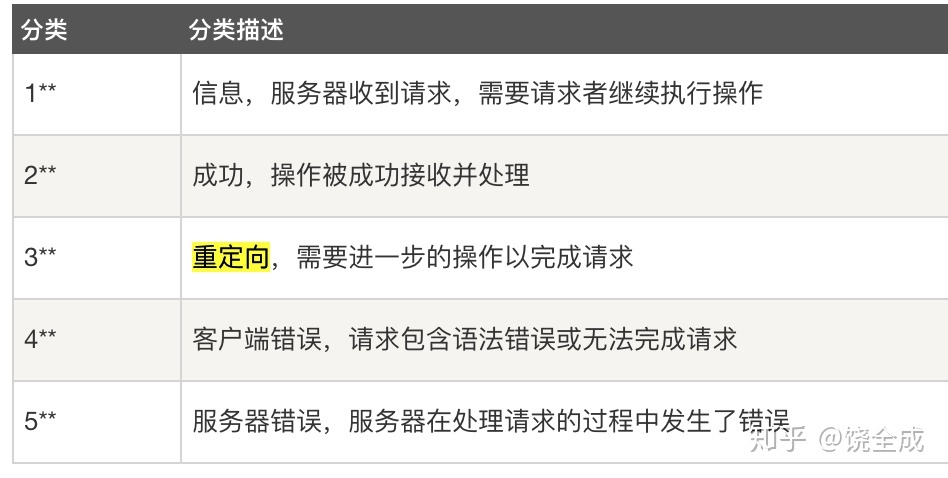 分类 分类描述
1** 信息，服务器收到请求，需要请求者继续执行操作
2** 成功，操作被成功接收并处理
3** 重定向，需要进一步的操作以完成请求
4** 客户端错误，请求包含语法错误或无法完成请求
5** 服务器错误，服务器在处理请求的过程中发生了错误
知乎 @饶全成